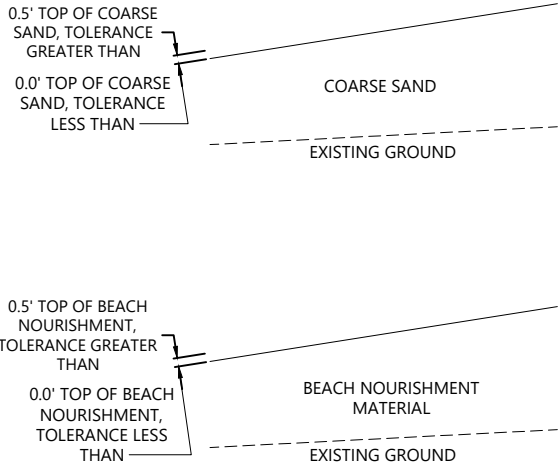 0.5' TOP OF COARSE
SAND, TOLERANCE
GREATER THAN
0.0' TOP OF COARSE
SAND, TOLERANCE
LESS THAN
COARSE SAND
EXISTING GROUND
0.5' TOP OF BEACH
NOURISHMENT,
TOLERANCE GREATER
THAN
0.0' TOP OF BEACH
NOURISHMENT,
TOLERANCE LESS
THAN
BEACH NOURISHMENT
MATERIAL
EXISTING GROUND